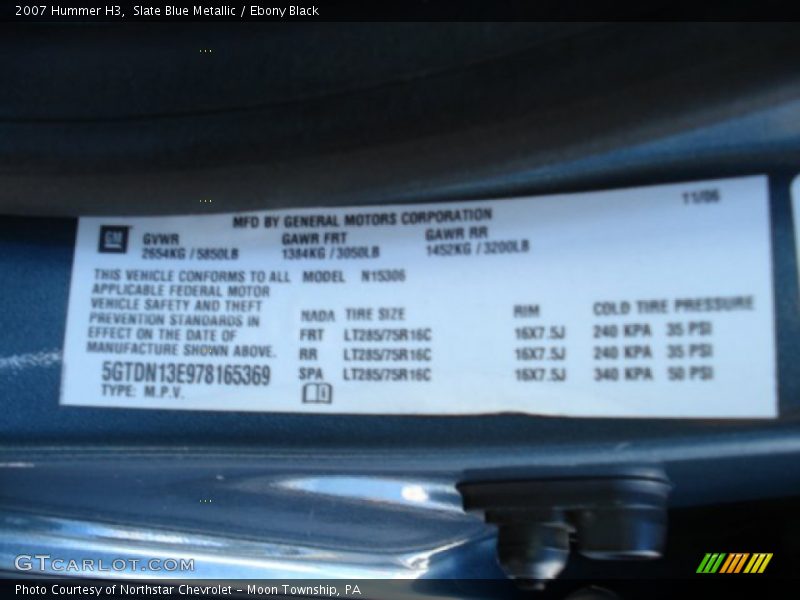 2007 Hummer H3, Slate Blue Metallic / Ebony Black
11/06
MFD BY GENERAL MOTORS CORPORATION
GM
GVWR GAWR FRT GAWR RR
2654KG / 5850LB 1384KG / 3050LB 1452KG / 3200LB
THIS VEHICLE CONFORMS TO ALL MODEL N15306
APPLICABLE FEDERAL MOTOR
VEHICLE SAFETY AND THEFT
PREVENTION STANDARDS IN
EFFECT ON THE DATE OF
MANUFACTURE SHOWN ABOVE.
5GTDN13E978165369
TYPE: M.P.V.
NADA TIRE SIZE RIM COLD TIRE PRESSURE
FRT LT285/75R16C 16X7.5J 240 KPA 35 PSI
RR LT285/75R16C 16X7.5J 240 KPA 35 PSI
SPA LT285/75R16C 16X7.5J 340 KPA 50 PSI
GTCARLOT.COM
Photo Courtesy of Northstar Chevrolet - Moon Township, PA